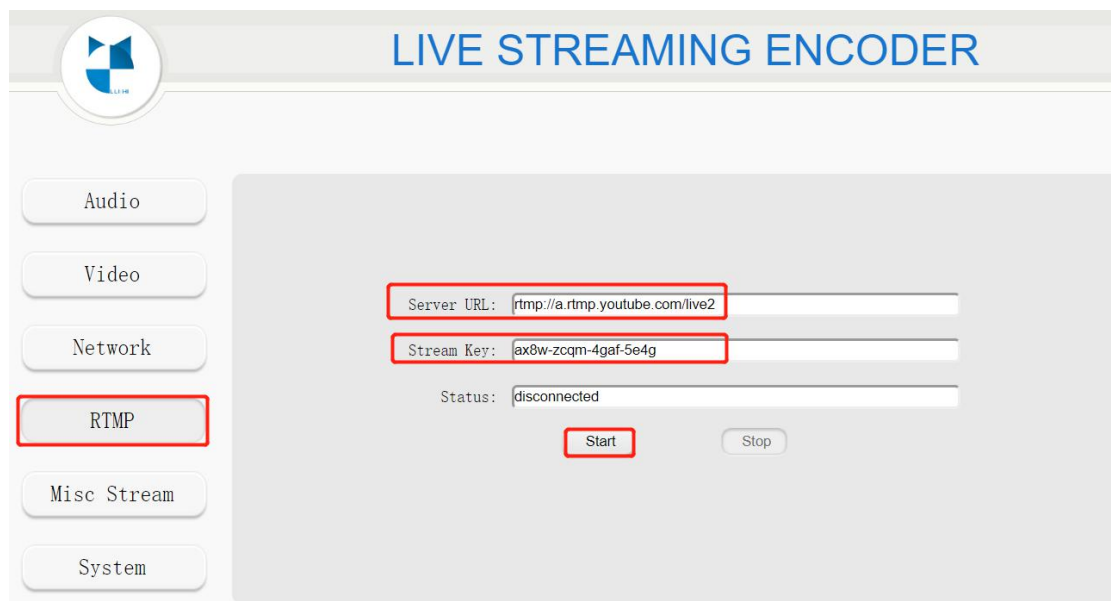 LIVE STREAMING ENCODER
Audio
Video
Network
RTMP
Misc Stream
System
Server URL: rtmp://a.rtmp.youtube.com/live2
Stream Key: ax8w-zcqm-4gaf-5e4g
Status: disconnected
Start Stop